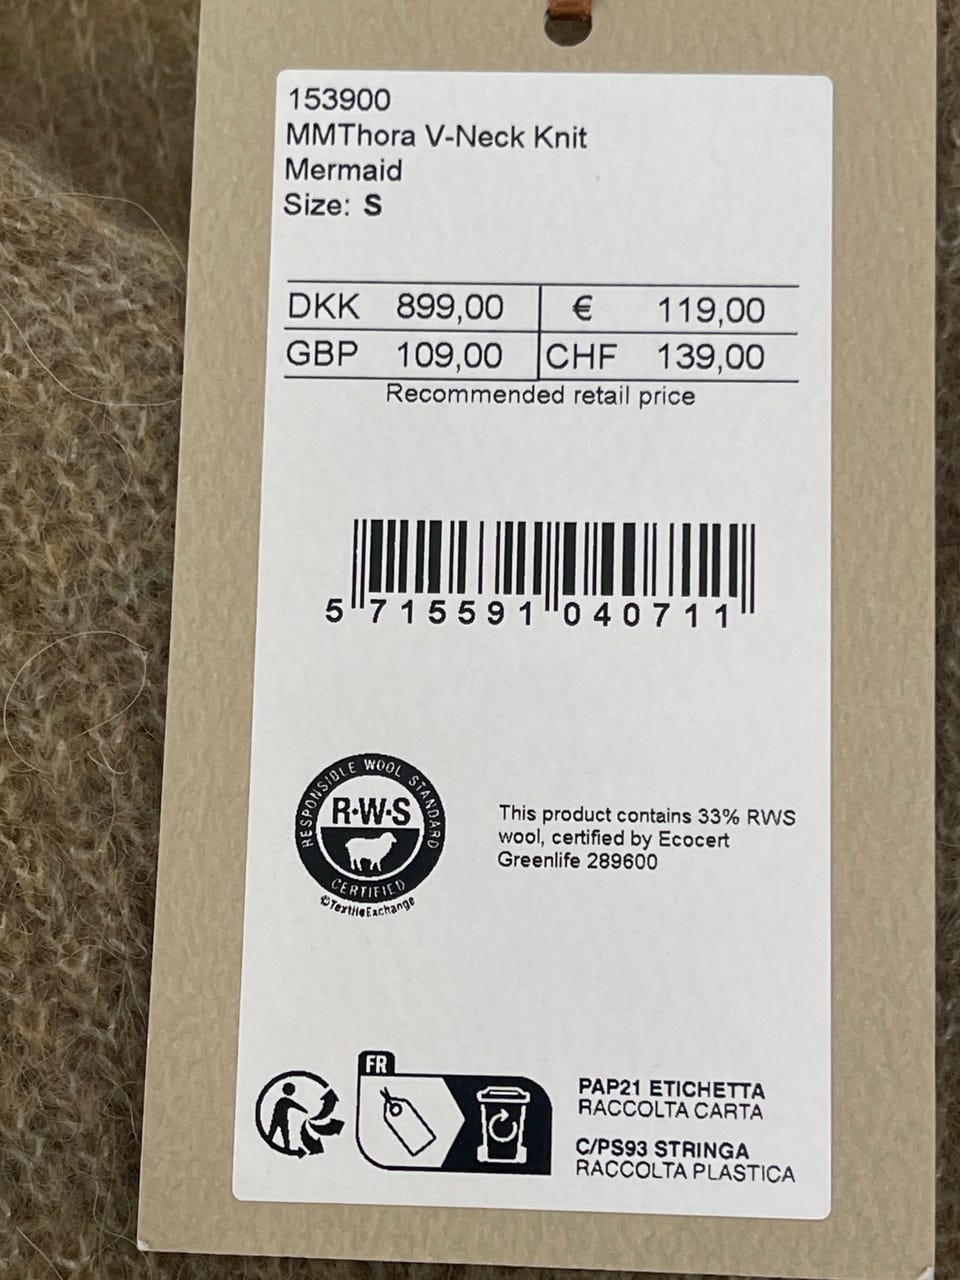 153900
MMThora V-Neck Knit
Mermaid
Size: S
DKK 899,00 € 119,00
GBP 109,00 CHF 139,00
Recommended retail price
5 715591 040711
RESPONSIBLE WOOL STANDARD
R·W·S
CERTIFIED
©TextileExchange
This product contains 33% RWS
wool, certified by Ecocert
Greenlife 289600
FR
PAP21 ETICHETTA
RACCOLTA CARTA
C/PS93 STRINGA
RACCOLTA PLASTICA